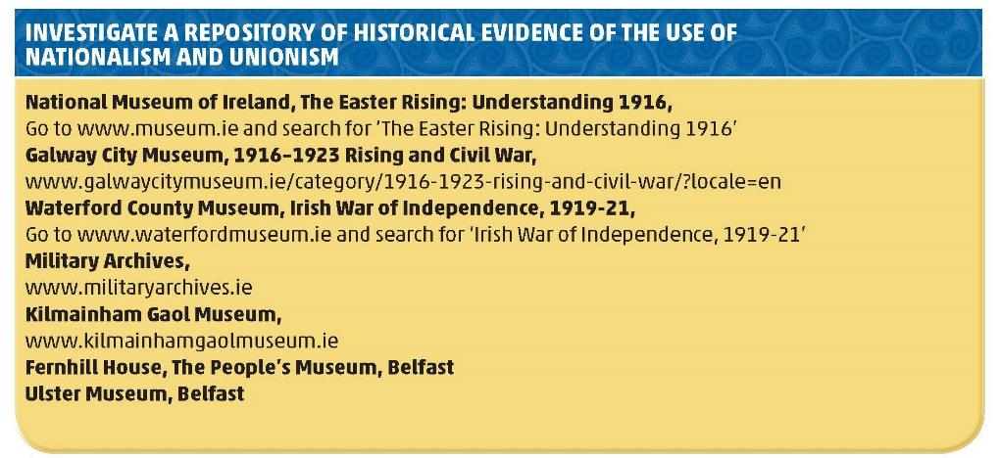 INVESTIGATE A REPOSITORY OF HISTORICAL EVIDENCE OF THE USE OF
NATIONALISM AND UNIONISM
National Museum of Ireland, The Easter Rising: Understanding 1916,
Go to www.museum.ie and search for ‘The Easter Rising: Understanding 1916’
Galway City Museum, 1916–1923 Rising and Civil War,
www.galwaycitymuseum.ie/category/1916-1923-rising-and-civil-war/?locale=en
Waterford County Museum, Irish War of Independence, 1919-21,
Go to www.waterfordmuseum.ie and search for ‘Irish War of Independence, 1919-21’
Military Archives,
www.militaryarchives.ie
Kilmainham Gaol Museum,
www.kilmainhamgaolmuseum.ie
Fernhill House, The People’s Museum, Belfast
Ulster Museum, Belfast